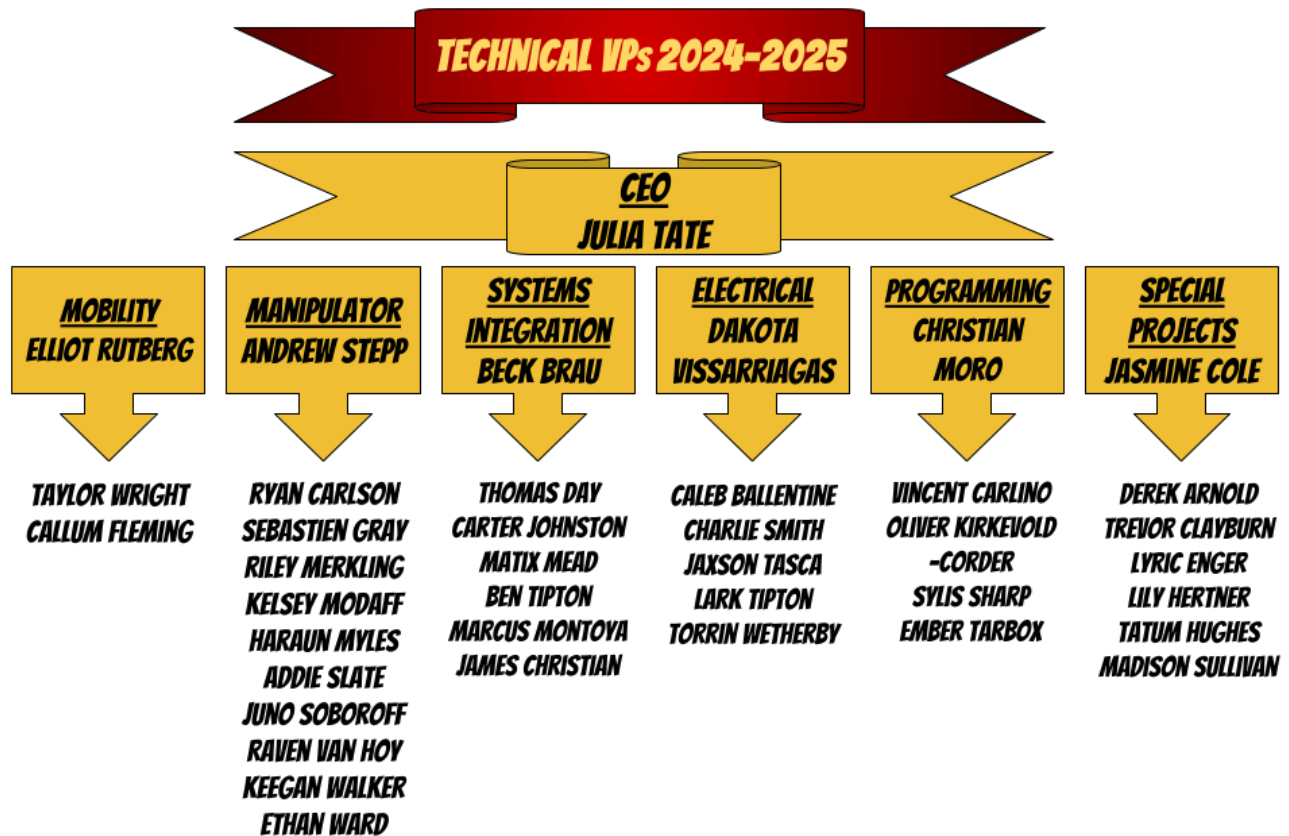 TECHNICAL VPs 2024-2025
CEO
JULIA TATE
MOBILITY
ELLIOT RUTBERG
MANIPULATOR
ANDREW STEPP
SYSTEMS
INTEGRATION
BECK BRAU
ELECTRICAL
DAKOTA
VISSARRIAGAS
PROGRAMMING
CHRISTIAN
MORO
SPECIAL
PROJECTS
JASMINE COLE
TAYLOR WRIGHT
CALLUM FLEMING
RYAN CARLSON
SEBASTIEN GRAY
RILEY MERKLING
KELSEY MODAFF
HARAUN MYLES
ADDIE SLATE
JUNO SOBOROFF
RAVEN VAN HOY
KEEGAN WALKER
ETHAN WARD
THOMAS DAY
CARTER JOHNSTON
MATIX MEAD
BEN TIPTON
MARCUS MONTOYA
JAMES CHRISTIAN
CALEB BALLENTINE
CHARLIE SMITH
JAXSON TASCA
LARK TIPTON
TORRIN WETHERBY
VINCENT CARLINO
OLIVER KIRKEVOLD
-CORDER
SYLIS SHARP
EMBER TARBOX
DEREK ARNOLD
TREVOR CLAYBURN
LYRIC ENGER
LILY HERTNER
TATUM HUGHES
MADISON SULLIVAN